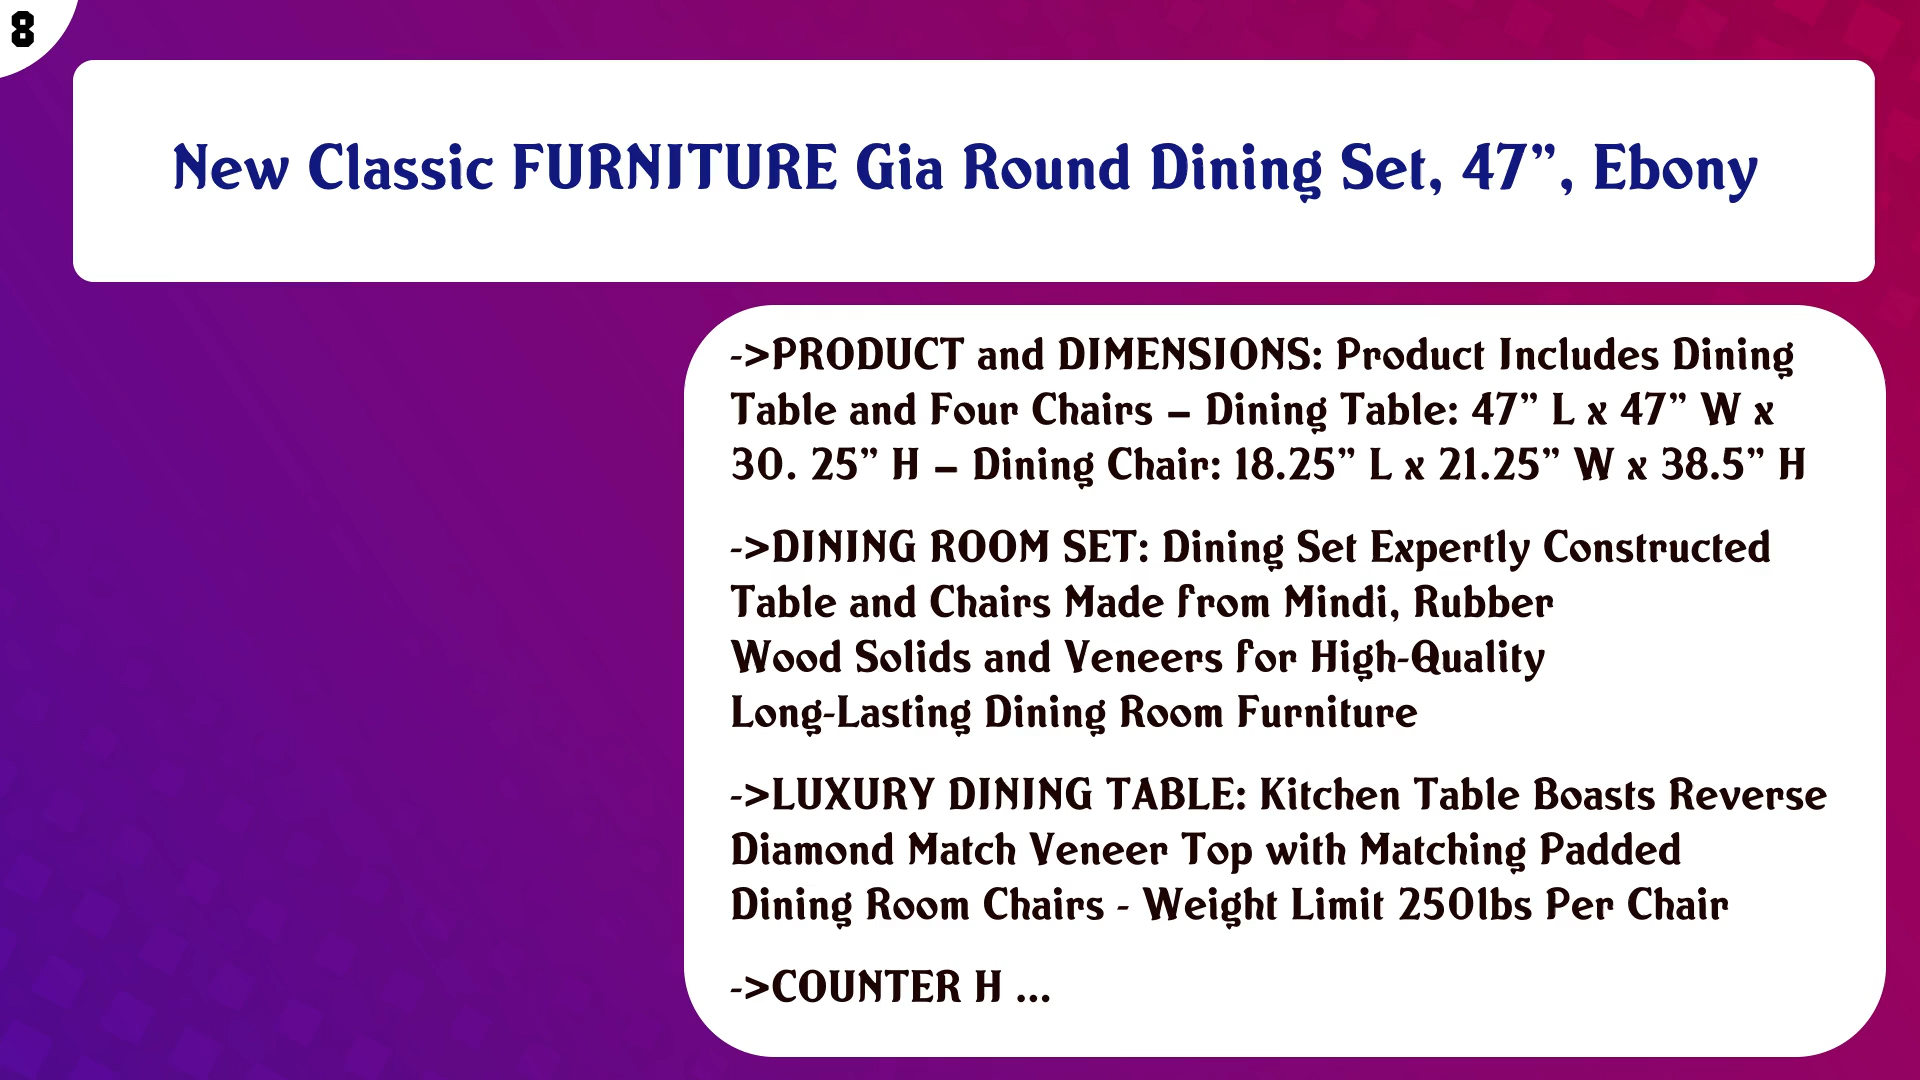 8
New Classic FURNITURE Gia Round Dining Set, 47”, Ebony
->PRODUCT and DIMENSIONS: Product Includes Dining
Table and Four Chairs – Dining Table: 47” L x 47” W x
30. 25” H – Dining Chair: 18.25” L x 21.25” W x 38.5” H
->DINING ROOM SET: Dining Set Expertly Constructed
Table and Chairs Made from Mindi, Rubber
Wood Solids and Veneers for High-Quality
Long-Lasting Dining Room Furniture
->LUXURY DINING TABLE: Kitchen Table Boasts Reverse
Diamond Match Veneer Top with Matching Padded
Dining Room Chairs - Weight Limit 250lbs Per Chair
->COUNTER H ...